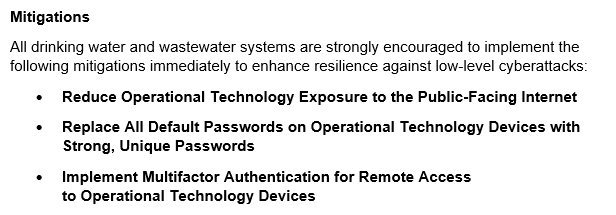 Mitigations
All drinking water and wastewater systems are strongly encouraged to implement the
following mitigations immediately to enhance resilience against low-level cyberattacks:
• Reduce Operational Technology Exposure to the Public-Facing Internet
• Replace All Default Passwords on Operational Technology Devices with
Strong, Unique Passwords
• Implement Multifactor Authentication for Remote Access
to Operational Technology Devices